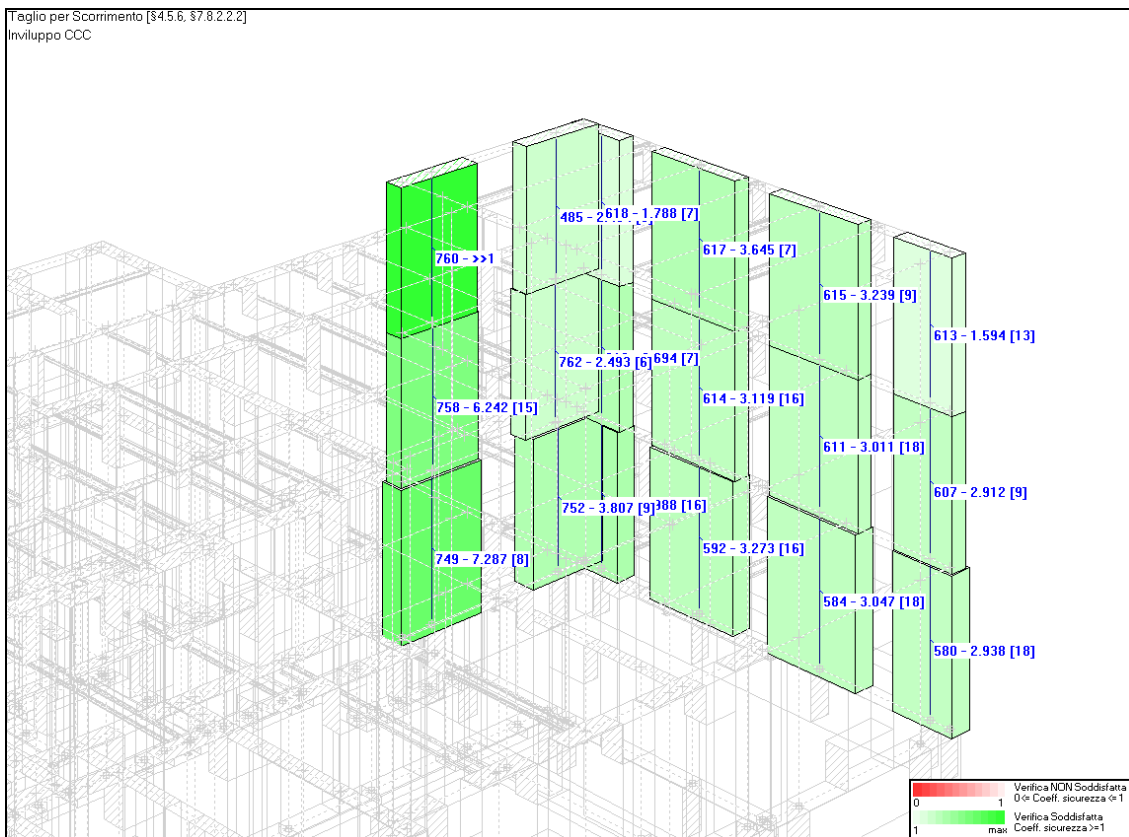 Taglio per Scorrimento [§4.5.6, §7.8.2.2.2]
Inviluppo CCC
485 -
618 - 1.788 [7]
617 - 3.645 [7]
760 - >>1
615 - 3.239 [9]
613 - 1.594 [13]
762 - 2.493 [6]
694 [7]
614 - 3.119 [16]
758 - 6.242 [15]
611 - 3.011 [18]
607 - 2.912 [9]
752 - 3.807 [9]
988 [16]
592 - 3.273 [16]
749 - 7.287 [8]
584 - 3.047 [18]
580 - 2.938 [18]
Verifica NON Soddisfatta
0<= Coeff. sicurezza <=1
0 1
Verifica Soddisfatta
Coeff. sicurezza >=1
1 max